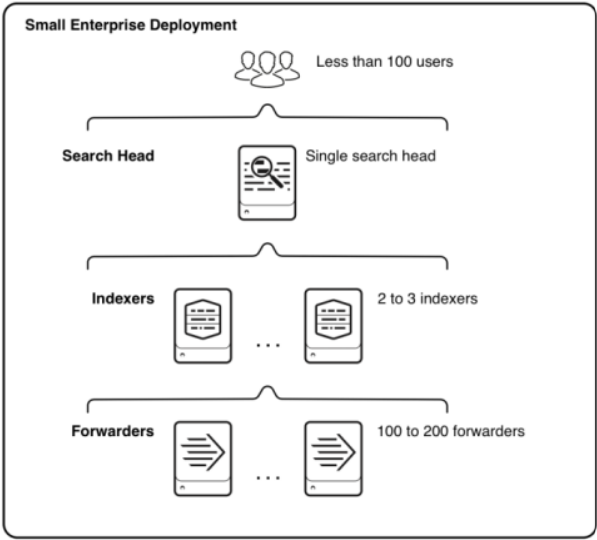 Small Enterprise Deployment
Less than 100 users
Search Head
Single search head
Indexers
2 to 3 indexers
...
Forwarders
100 to 200 forwarders
...